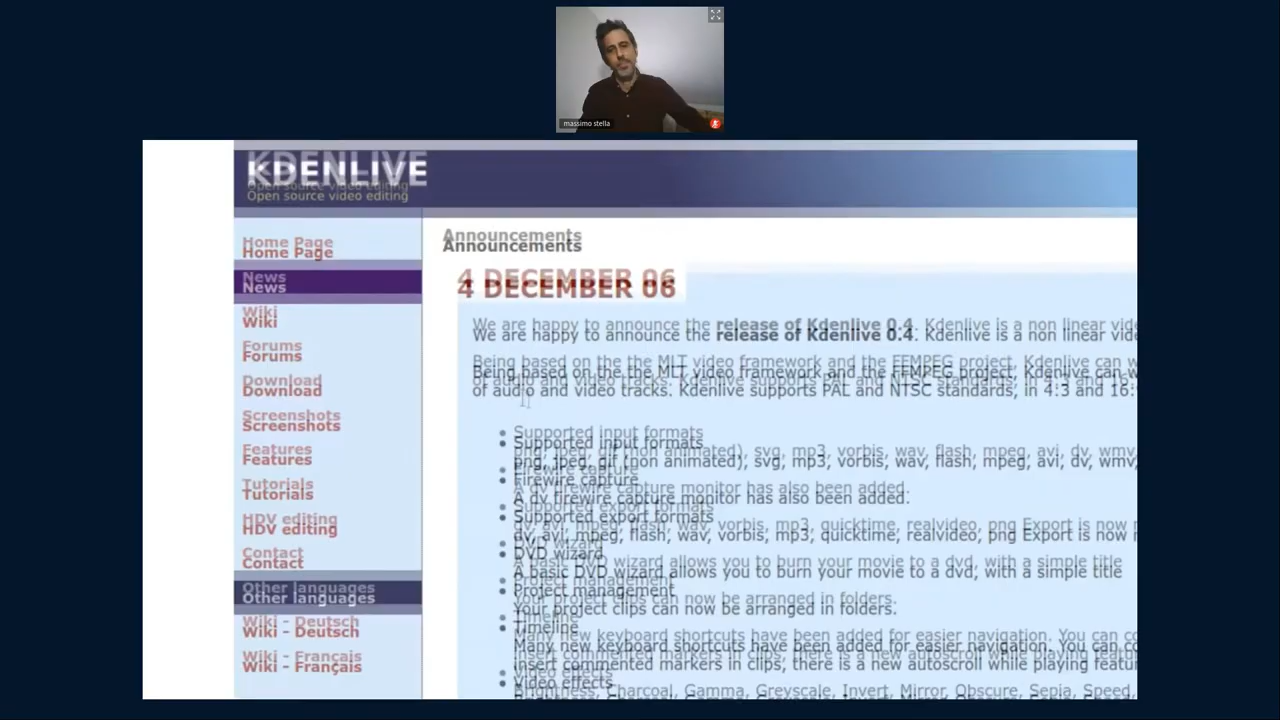 massimo stella
KDENLIVE
Open source video editing
Home Page
News
Wiki
Forums
Download
Screenshots
Features
Tutorials
HDV editing
Contact
Other languages
Wiki - Deutsch
Wiki - Français
Announcements
4 DECEMBER 06
We are happy to announce the release of Kdenlive 0.4. Kdenlive is a non linear
Being based on the the MLT video framework and the FFMPEG project, Kdenlive can
of audio and video tracks. Kdenlive supports PAL and NTSC standards, in 4:3 and
• Supported input formats
png, jpeg, gif (non animated), svg, mp3, vorbis, wav, flash, mpeg, avi, dv, wmv,
• Firewire capture
A dv firewire capture monitor has also been added.
• Supported export formats
dv, avi, mpeg, flash, wav, vorbis, mp3, quicktime, realvideo, png Export is now
• DVD wizard
A basic DVD wizard allows you to burn your movie to a dvd, with a simple title
• Project management
Your project clips can now be arranged in folders.
• Timeline
Many new keyboard shortcuts have been added for easier navigation. You can
insert commented markers in clips, there is a new autoscroll while playing
• Video effects
Brightness, Charcoal, Gamma, Greyscale, Invert, Mirror, Obscure, Sepia, Speed